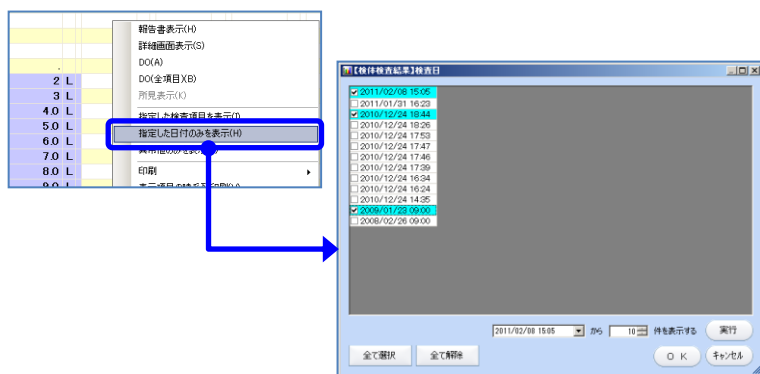 報告書表示(H)
詳細画面表示(S)
DO(A)
DO(全項目)(B)
所見表示(K)
指定した検査項目を表示(I)
指定した日付のみを表示(H)
印刷
2 L
3 L
4.0 L
5.0 L
6.0 L
7.0 L
8.0 L
9.0 L
【検体検査結果】検査日
2011/02/08 15:05
2011/01/31 16:23
2010/12/24 18:44
2010/12/24 18:26
2010/12/24 17:53
2010/12/24 17:47
2010/12/24 17:46
2010/12/24 17:39
2010/12/24 16:34
2010/12/24 16:24
2010/12/24 14:35
2009/01/23 09:00
2008/02/26 09:00
2011/02/08 15:05 から 10 件を表示する 実行
全て選択 全て解除 OK キャンセル